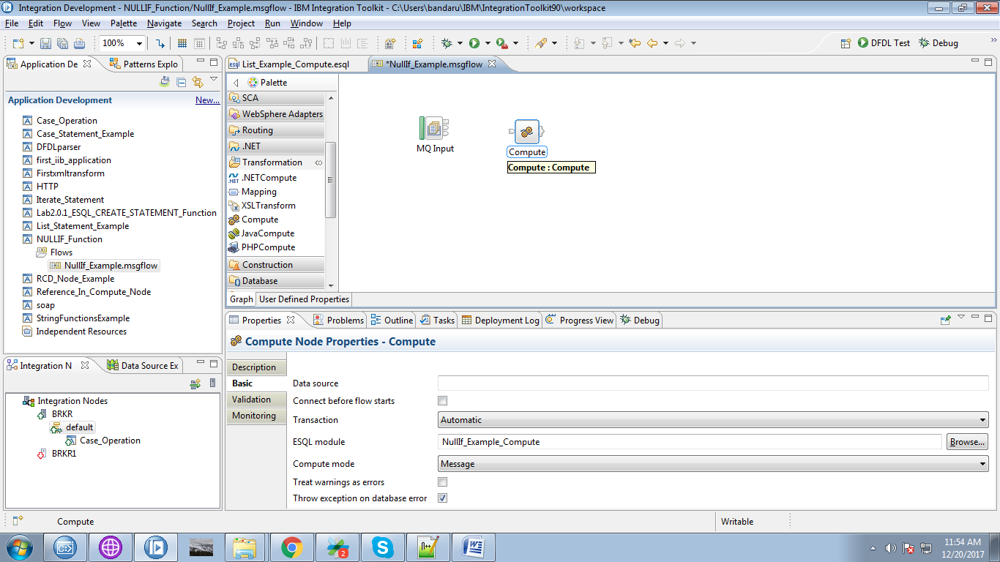 Integration Development - NULLIF_Function/NullIf_Example.msgflow - IBM Integration Toolkit - C:\Users\bandaru\IBM\IntegrationToolkit90\workspace
File Edit Flow View Palette Navigate Search Project Run Window Help
100% DFDL Test Debug
Application De Patterns Explo
Application Development New...
Case_Operation
Case_Statement_Example
DFDLparser
first_iib_application
Firstxmltransform
HTTP
Iterate_Statement
Lab2.0.1_ESQL_CREATE_STATEMENT_Function
List_Statement_Example
NULLIF_Function
Flows
NullIf_Example.msgflow
RCD_Node_Example
Reference_In_Compute_Node
soap
StringFunctionsExample
Independent Resources
Integration N Data Source Ex
Integration Nodes
BRKR
default
Case_Operation
BRKR1
esql List_Example_Compute.esql *NullIf_Example.msgflow
Palette
SCA
WebSphere Adapters
Routing
.NET
Transformation
.NET .NETCompute
Mapping
XSLTransform
Compute
JavaCompute
PHPCompute
Construction
Database
MQ Input
Compute
Compute : Compute
Graph User Defined Properties
Properties Problems Outline Tasks Deployment Log Progress View Debug
Compute Node Properties - Compute
Description
Basic
Validation
Monitoring
Data source
Connect before flow starts
Transaction Automatic
ESQL module NullIf_Example_Compute Browse...
Compute mode Message
Treat warnings as errors
Throw exception on database error
Compute Writable
2
11:54 AM
12/20/2017